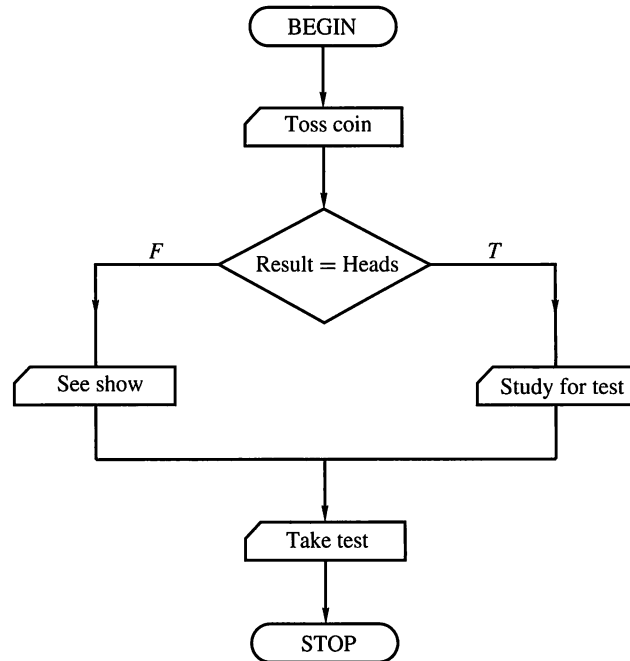 BEGIN
Toss coin
F
Result = Heads
T
See show
Study for test
Take test
STOP